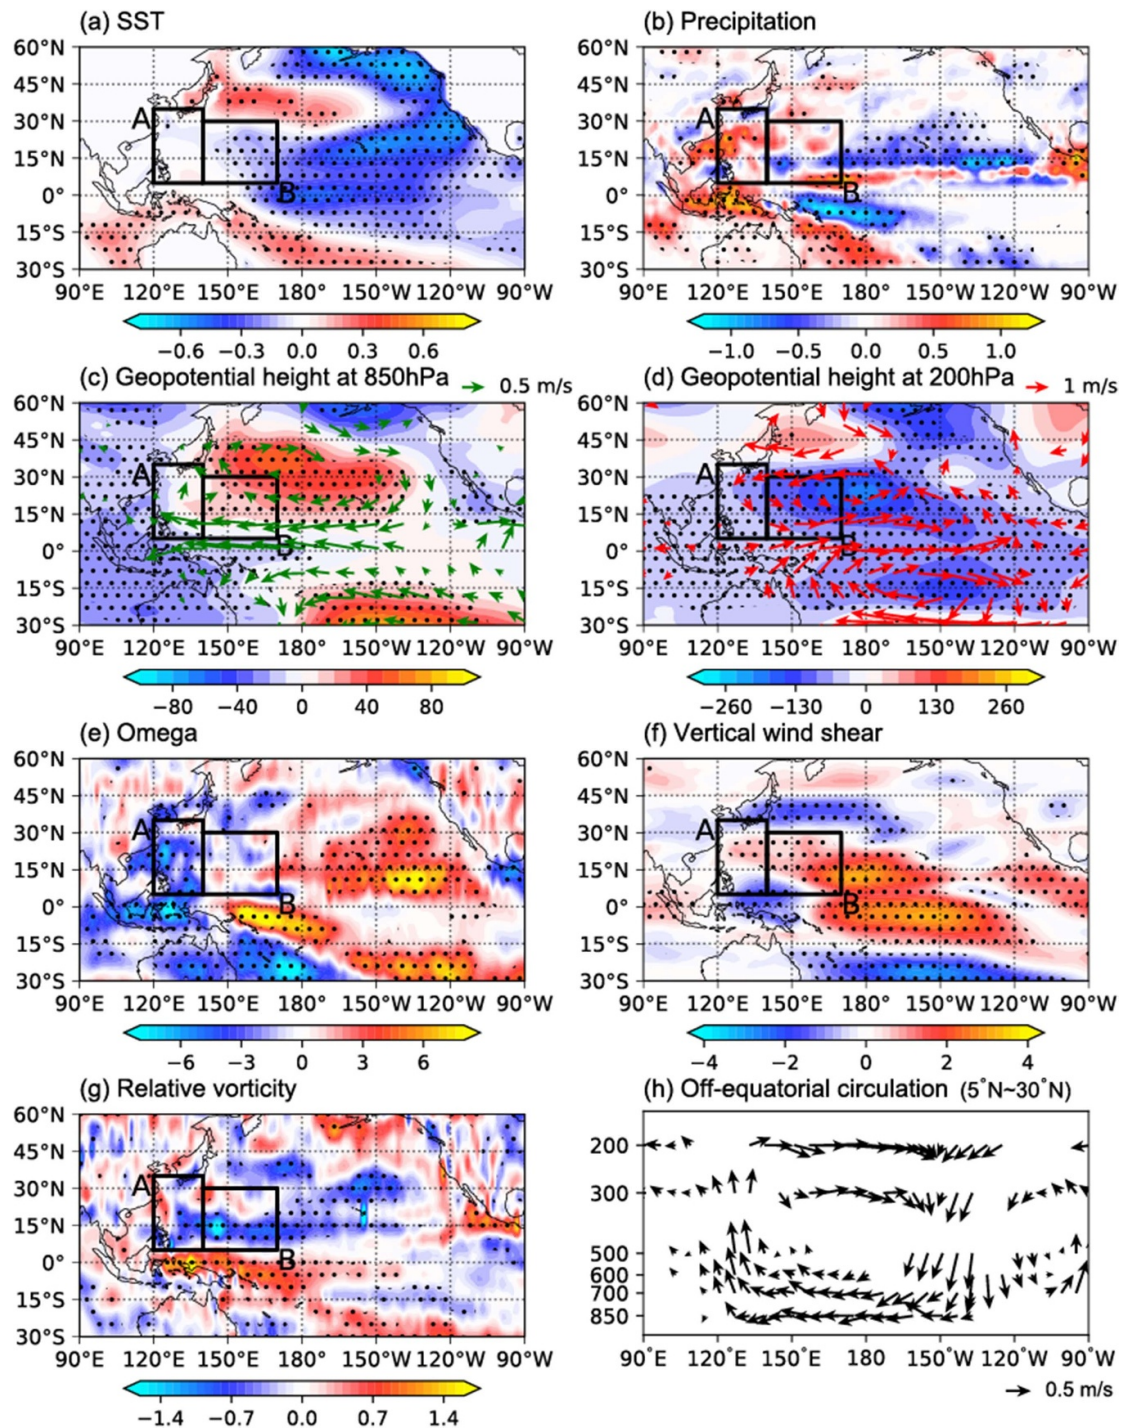 (a) SST
(b) Precipitation
60°N
45°N
30°N
15°N
0°
15°S
30°S
A
B
90°E 120°E 150°E 180° 150°W 120°W 90°W
−0.6 −0.3 0.0 0.3 0.6
60°N
45°N
30°N
15°N
0°
15°S
30°S
A
B
90°E 120°E 150°E 180° 150°W 120°W 90°W
−1.0 −0.5 0.0 0.5 1.0
(c) Geopotential height at 850hPa 0.5 m/s
(d) Geopotential height at 200hPa 1 m/s
60°N
45°N
30°N
15°N
0°
15°S
30°S
A
B
90°E 120°E 150°E 180° 150°W 120°W 90°W
−80 −40 0 40 80
60°N
45°N
30°N
15°N
0°
15°S
30°S
A
B
90°E 120°E 150°E 180° 150°W 120°W 90°W
−260 −130 0 130 260
(e) Omega
(f) Vertical wind shear
60°N
45°N
30°N
15°N
0°
15°S
30°S
A
B
90°E 120°E 150°E 180° 150°W 120°W 90°W
−6 −3 0 3 6
60°N
45°N
30°N
15°N
0°
15°S
30°S
A
B
90°E 120°E 150°E 180° 150°W 120°W 90°W
−4 −2 0 2 4
(g) Relative vorticity
(h) Off-equatorial circulation (5°N~30°N)
60°N
45°N
30°N
15°N
0°
15°S
30°S
A
B
90°E 120°E 150°E 180° 150°W 120°W 90°W
−1.4 −0.7 0.0 0.7 1.4
200
300
500
600
700
850
90°E 120°E 150°E 180° 150°W 120°W 90°W
0.5 m/s